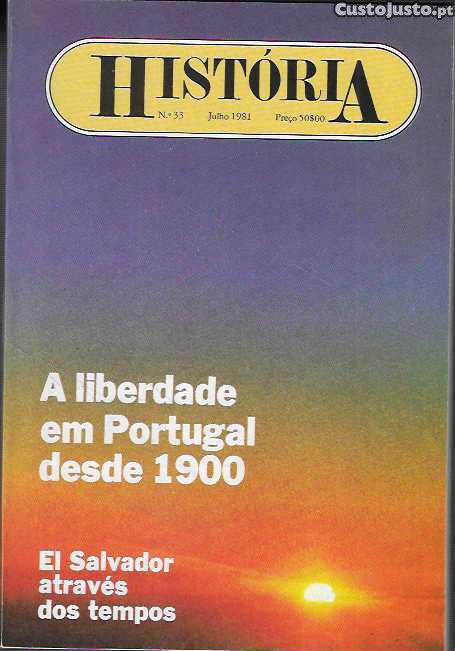 CustoJusto.pt
HISTÓRIA
N.º 33 Julho 1981 Preço 50$00
A liberdade
em Portugal
desde 1900
El Salvador
através
dos tempos